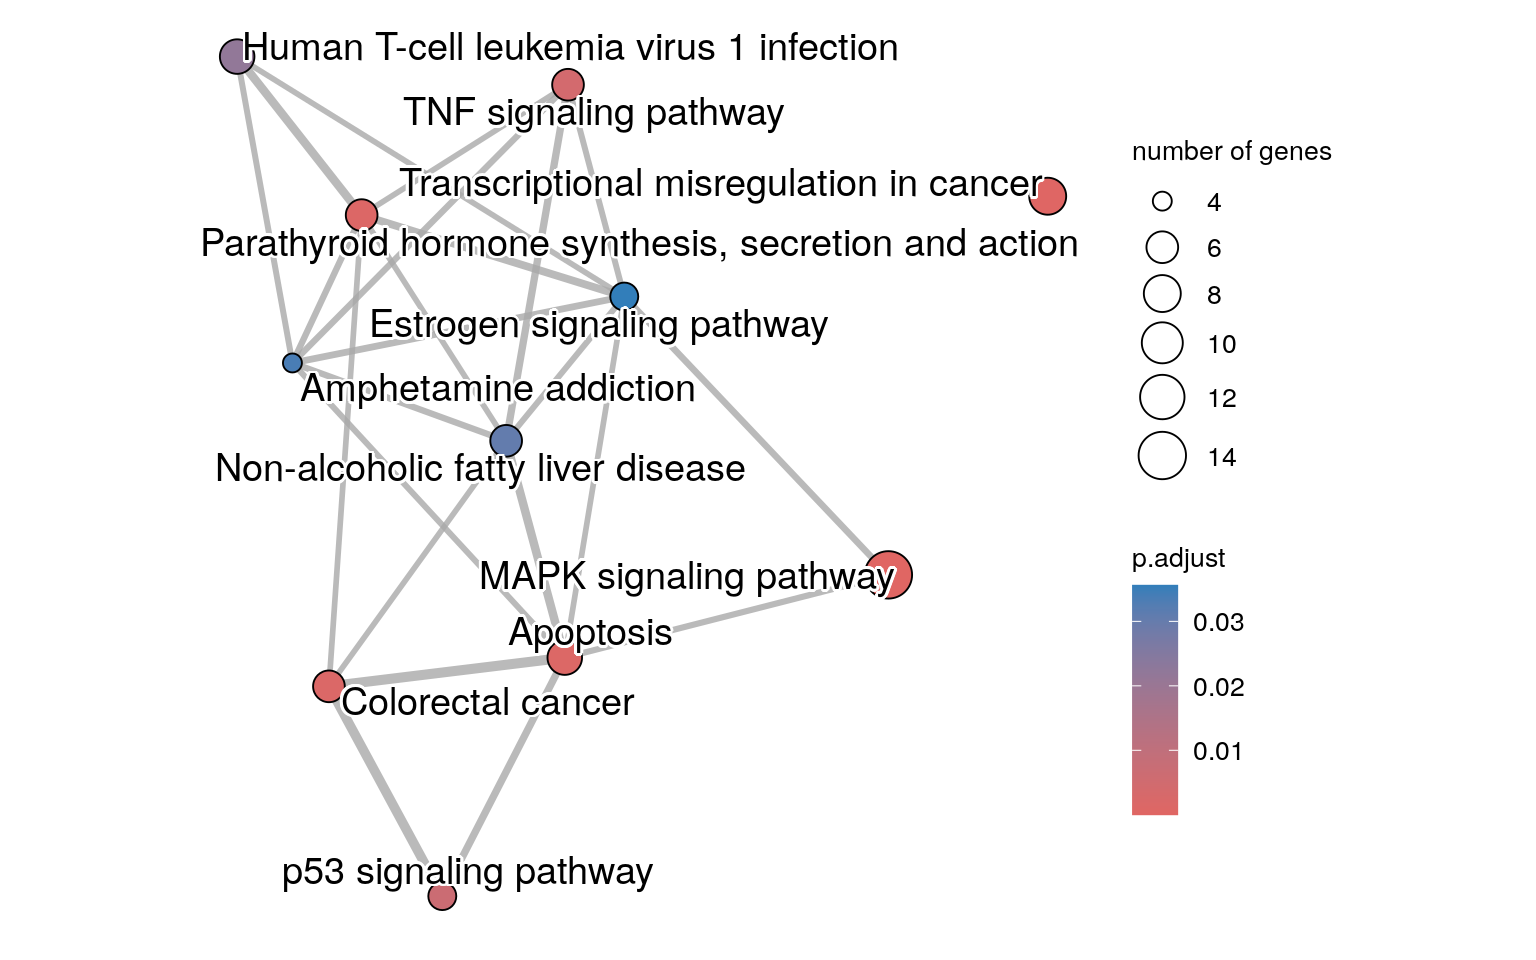 Human T-cell leukemia virus 1 infection
TNF signaling pathway
Transcriptional misregulation in cancer
Parathyroid hormone synthesis, secretion and action
Estrogen signaling pathway
Amphetamine addiction
Non-alcoholic fatty liver disease
MAPK signaling pathway
Apoptosis
Colorectal cancer
p53 signaling pathway
number of genes
4
6
8
10
12
14
p.adjust
0.03
0.02
0.01